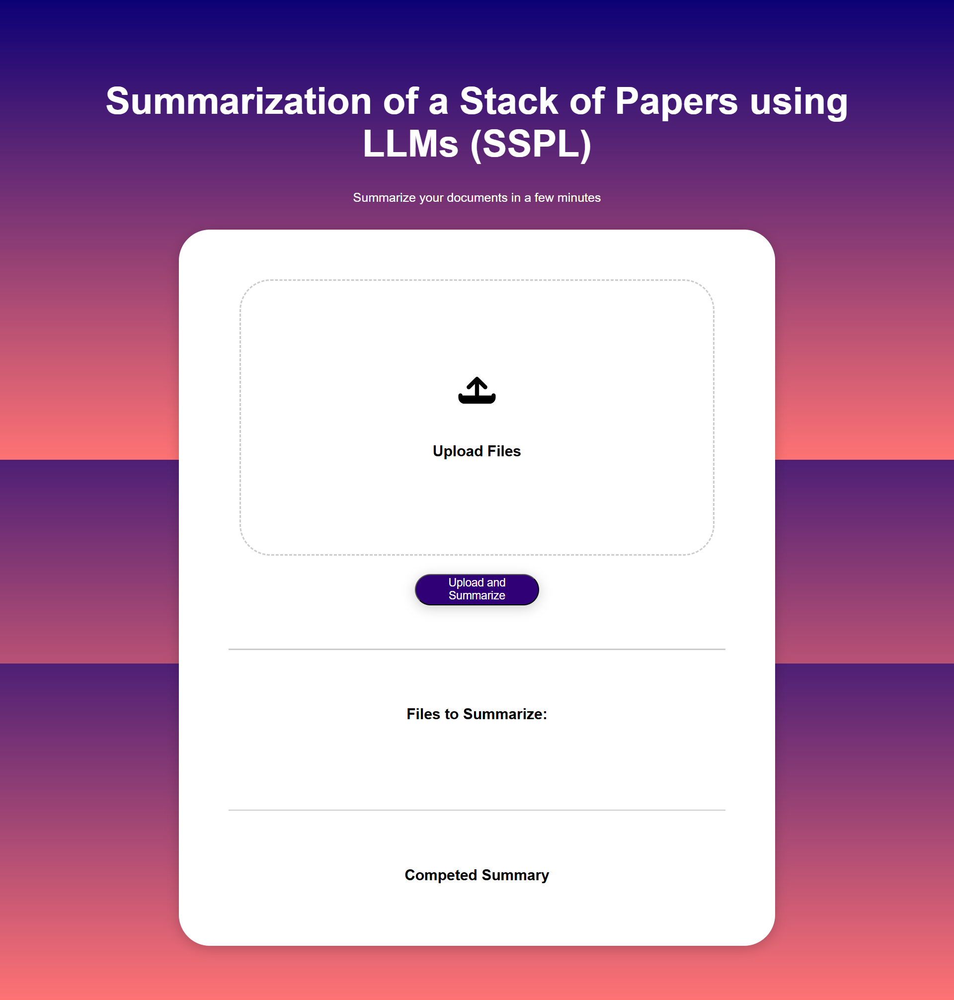 Summarization of a Stack of Papers using
LLMs (SSPL)
Summarize your documents in a few minutes
Upload Files
Upload and
Summarize
Files to Summarize:
Competed Summary